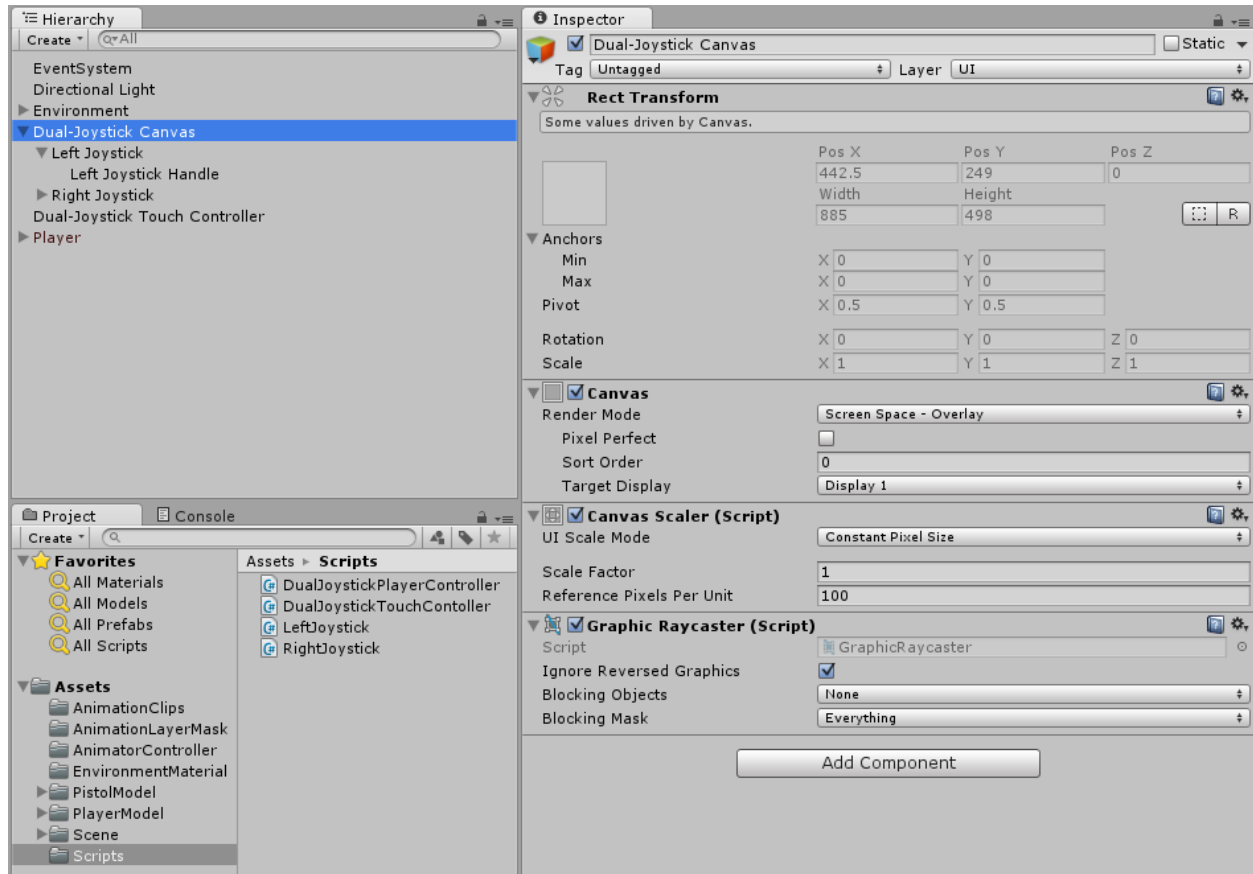 Hierarchy
Create All
EventSystem
Directional Light
Environment
Dual-Joystick Canvas
Left Joystick
Left Joystick Handle
Right Joystick
Dual-Joystick Touch Controller
Player
Project Console
Create
Favorites
All Materials
All Models
All Prefabs
All Scripts
Assets
AnimationClips
AnimationLayerMask
AnimatorController
EnvironmentMaterial
PistolModel
PlayerModel
Scene
Scripts
Assets Scripts
DualJoystickPlayerController
DualJoystickTouchContoller
LeftJoystick
RightJoystick
Inspector
Dual-Joystick Canvas Static
Tag Untagged Layer UI
Rect Transform
Some values driven by Canvas.
Pos X Pos Y Pos Z
442.5 249 0
Width Height
885 498 R
Anchors
Min X 0 Y 0
Max X 0 Y 0
Pivot X 0.5 Y 0.5
Rotation X 0 Y 0 Z 0
Scale X 1 Y 1 Z 1
Canvas
Render Mode Screen Space - Overlay
Pixel Perfect
Sort Order 0
Target Display Display 1
Canvas Scaler (Script)
UI Scale Mode Constant Pixel Size
Scale Factor 1
Reference Pixels Per Unit 100
Graphic Raycaster (Script)
Script GraphicRaycaster
Ignore Reversed Graphics
Blocking Objects None
Blocking Mask Everything
Add Component